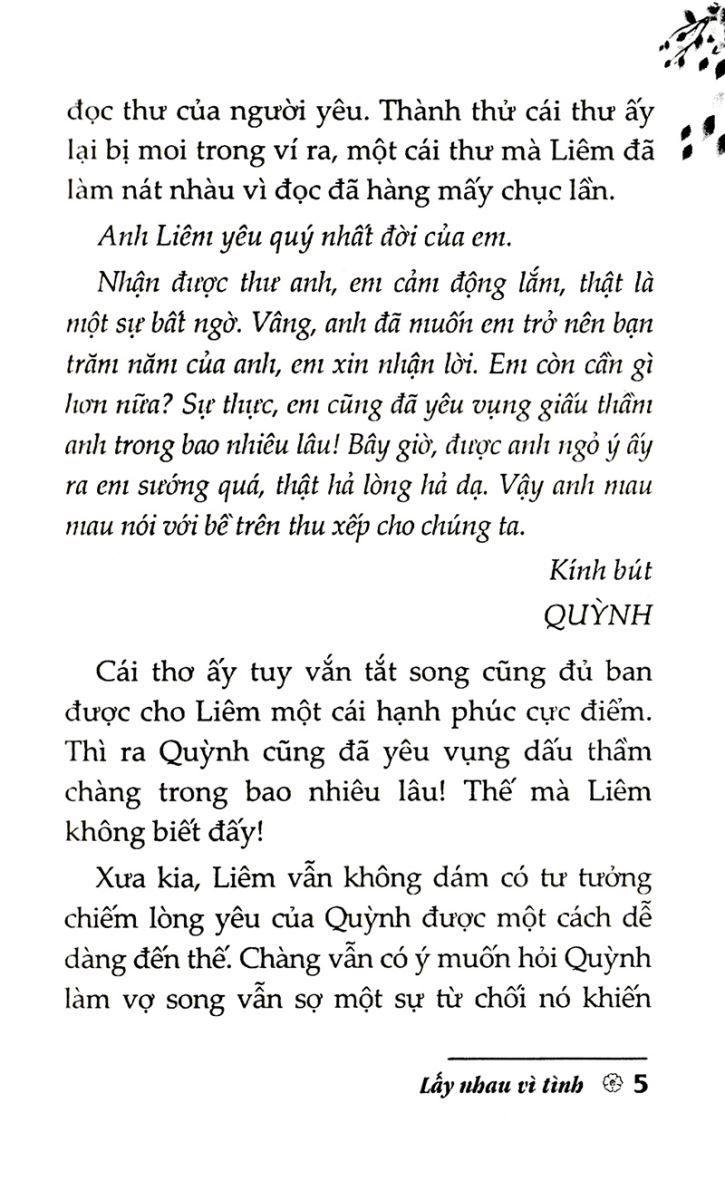 đọc thư của người yêu. Thành thử cái thư ấy
lại bị moi trong ví ra, một cái thư mà Liêm đã
làm nát nhàu vì đọc đã hàng mấy chục lần.
Anh Liêm yêu quý nhất đời của em.
Nhận được thư anh, em cảm động lắm, thật là
một sự bất ngờ. Vâng, anh đã muốn em trở nên bạn
trăm năm của anh, em xin nhận lời. Em còn cần gì
hơn nữa? Sự thực, em cũng đã yêu vụng giấu thầm
anh trong bao nhiêu lâu! Bây giờ, được anh ngỏ ý ấy
ra em sướng quá, thật hả lòng hả dạ. Vậy anh mau
mau nói với bề trên thu xếp cho chúng ta.
Kính bút
QUỲNH
Cái thơ ấy tuy vắn tắt song cũng đủ ban
được cho Liêm một cái hạnh phúc cực điểm.
Thì ra Quỳnh cũng đã yêu vụng dấu thầm
chàng trong bao nhiêu lâu! Thế mà Liêm
không biết đấy!
Xưa kia, Liêm vẫn không dám có tư tưởng
chiếm lòng yêu của Quỳnh được một cách dễ
dàng đến thế. Chàng vẫn có ý muốn hỏi Quỳnh
làm vợ song vẫn sợ một sự từ chối nó khiến
Lấy nhau vì tình 5